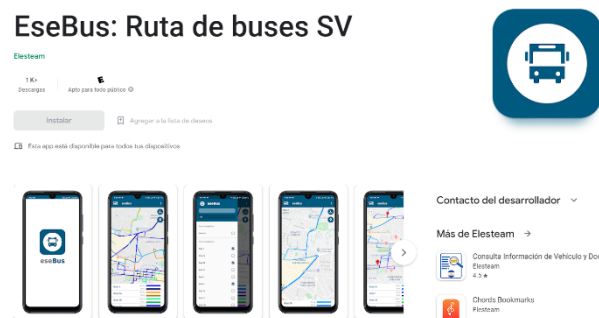 EseBus: Ruta de buses SV
Elesteam
1 K+
Descargas
E
Apto para todo público
Instalar
Agregar a la lista de deseos
Esta app está disponible para todos tus dispositivos
eseBus
Contacto del desarrollador
Más de Elesteam
Consulta Información de Vehículo y Do
Elesteam
4.5★
Chords Bookmarks
Elesteam